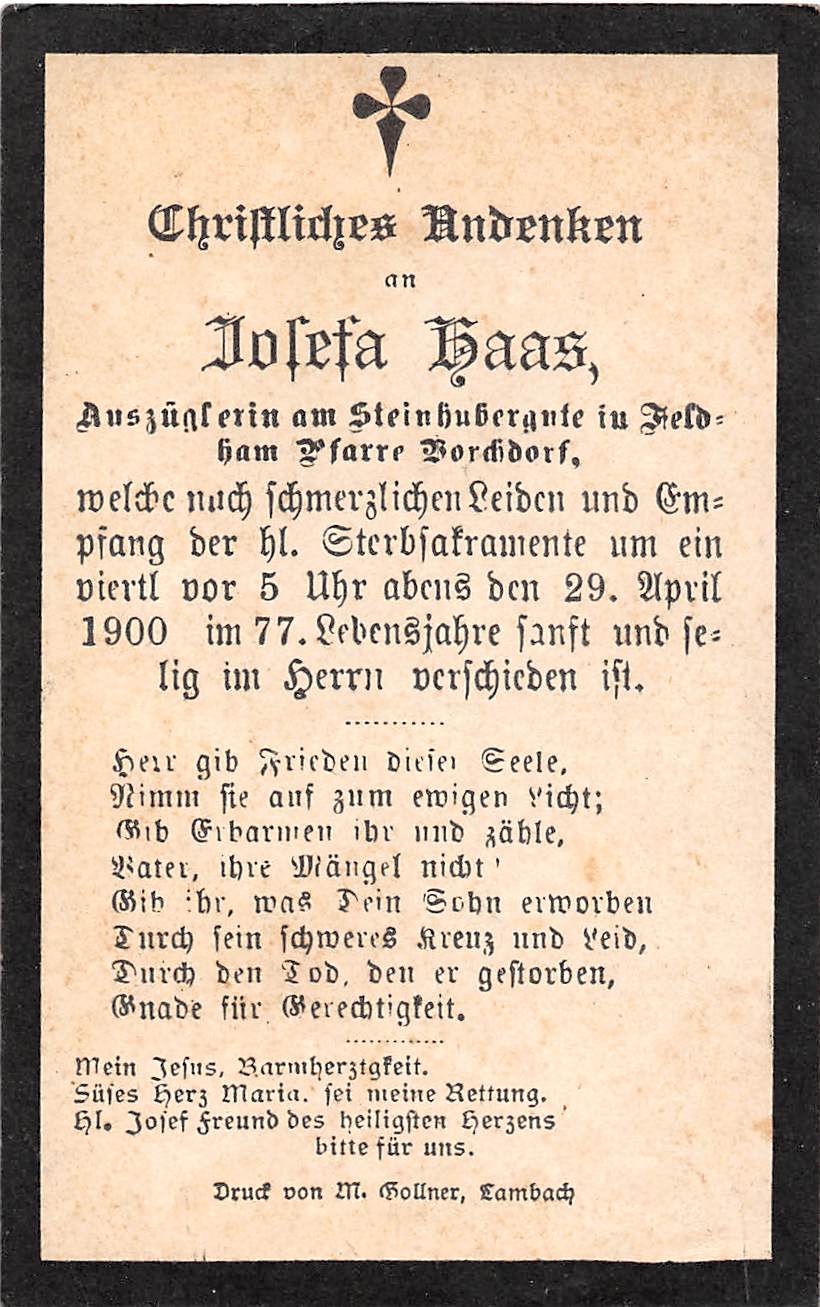 Christliches Andenken
an
Josefa Haas,
Auszüglerin am Steinhubergute in Feld=
ham Pfarre Vorchdorf,
welche nach schmerzlichen Leiden und Em=
pfang der hl. Sterbsakramente um ein
viertl vor 5 Uhr abens den 29. April
1900 im 77. Lebensjahre sanft und se=
lig im Herrn verschieden ist.
Herr gib Frieden dieser Seele,
Nimm sie auf zum ewigen Licht;
Gib Erbarmen ihr und zähle,
Vater, ihre Mängel nicht!
Gib ihr, was Dein Sohn erworben
Durch sein schweres Kreuz und Leid,
Durch den Tod, den er gestorben,
Gnade für Gerechtigkeit.
Mein Jesus, Barmherztgkeit.
Süses Herz Maria. sei meine Rettung.
Hl. Josef Freund des heiligsten Herzens
bitte für uns.
Druck von M. Gollner, Lambach